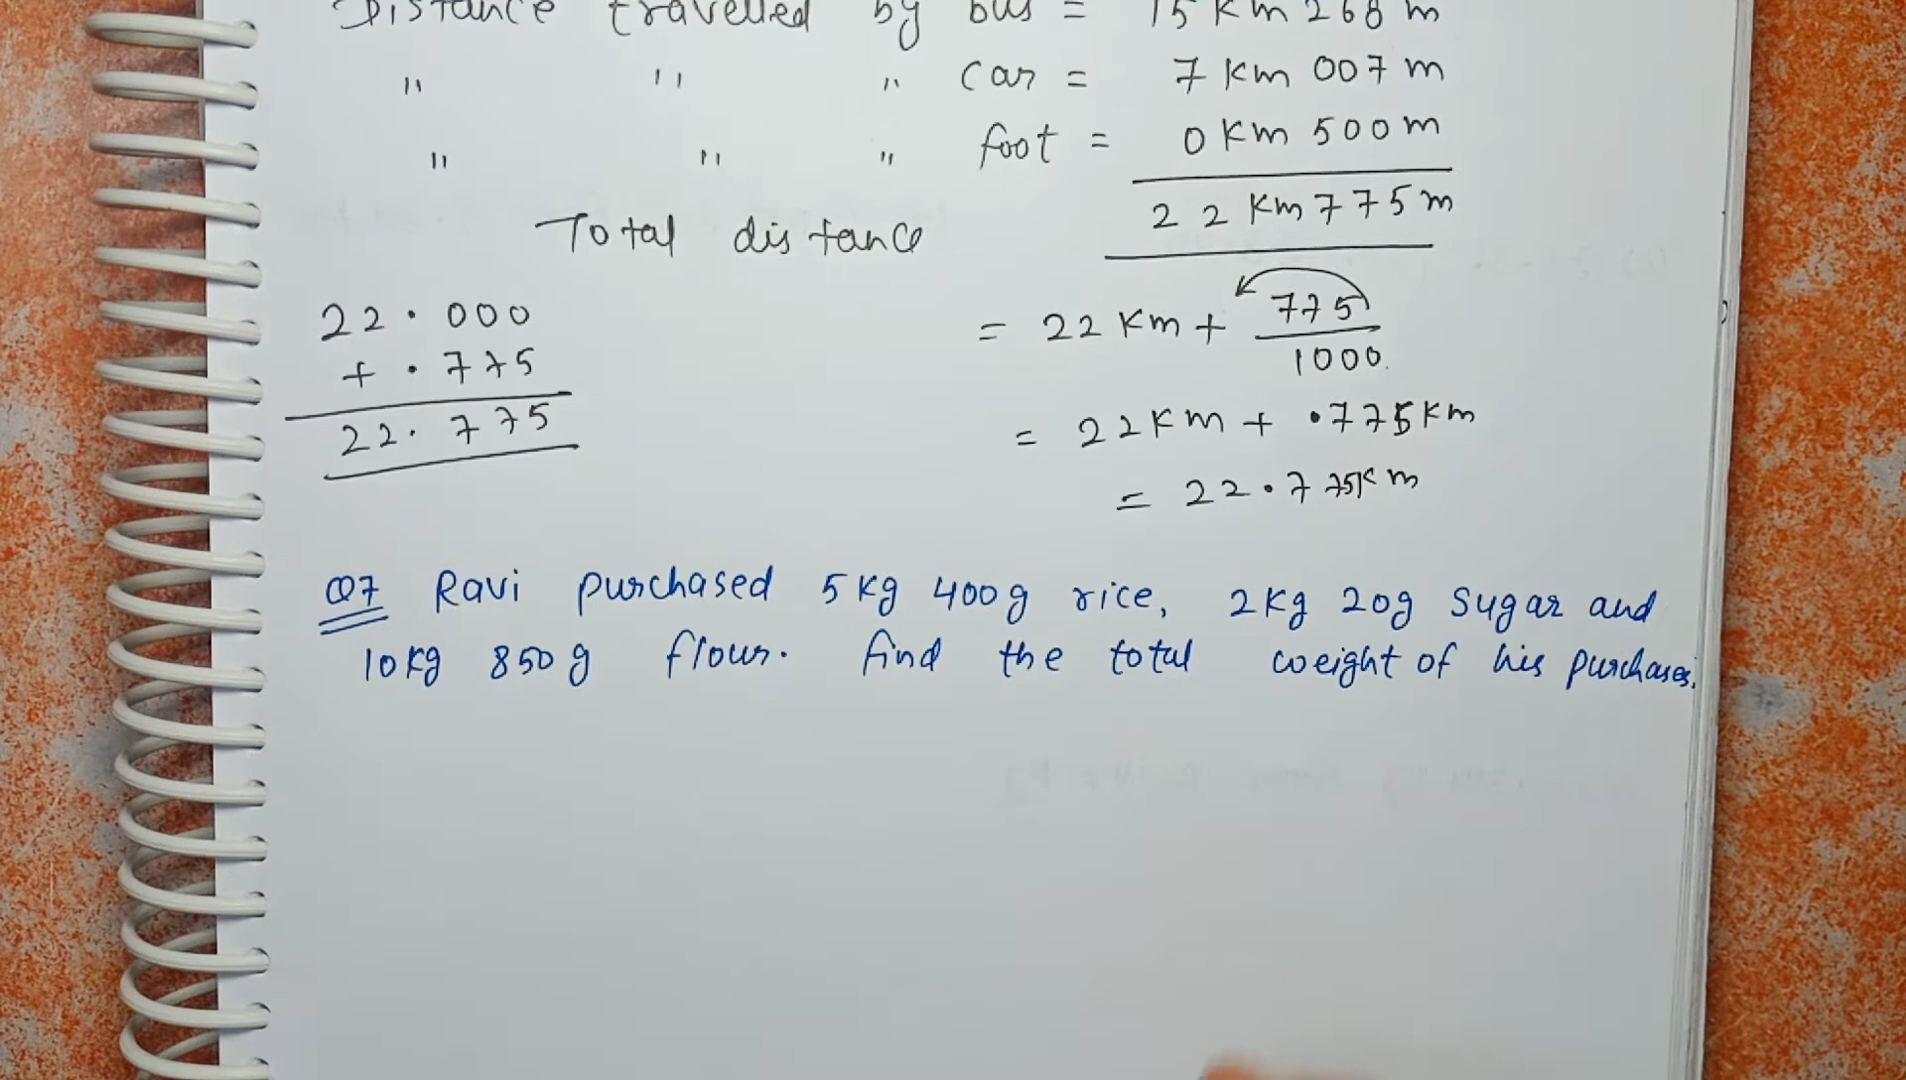 Distance travelled by bus = 15 Km 268 m
" " " Car = 7 Km 007 m
" " " foot = 0 Km 500 m
Total distance 22 Km 775 m
22.000
+ .775
22.775
= 22 Km + 775/1000
= 22 Km + .775 Km
= 22.775 Km
Q7 Ravi purchased 5 Kg 400 g rice, 2 Kg 20 g Sugar and
10 Kg 850 g flour. find the total weight of his purchases.